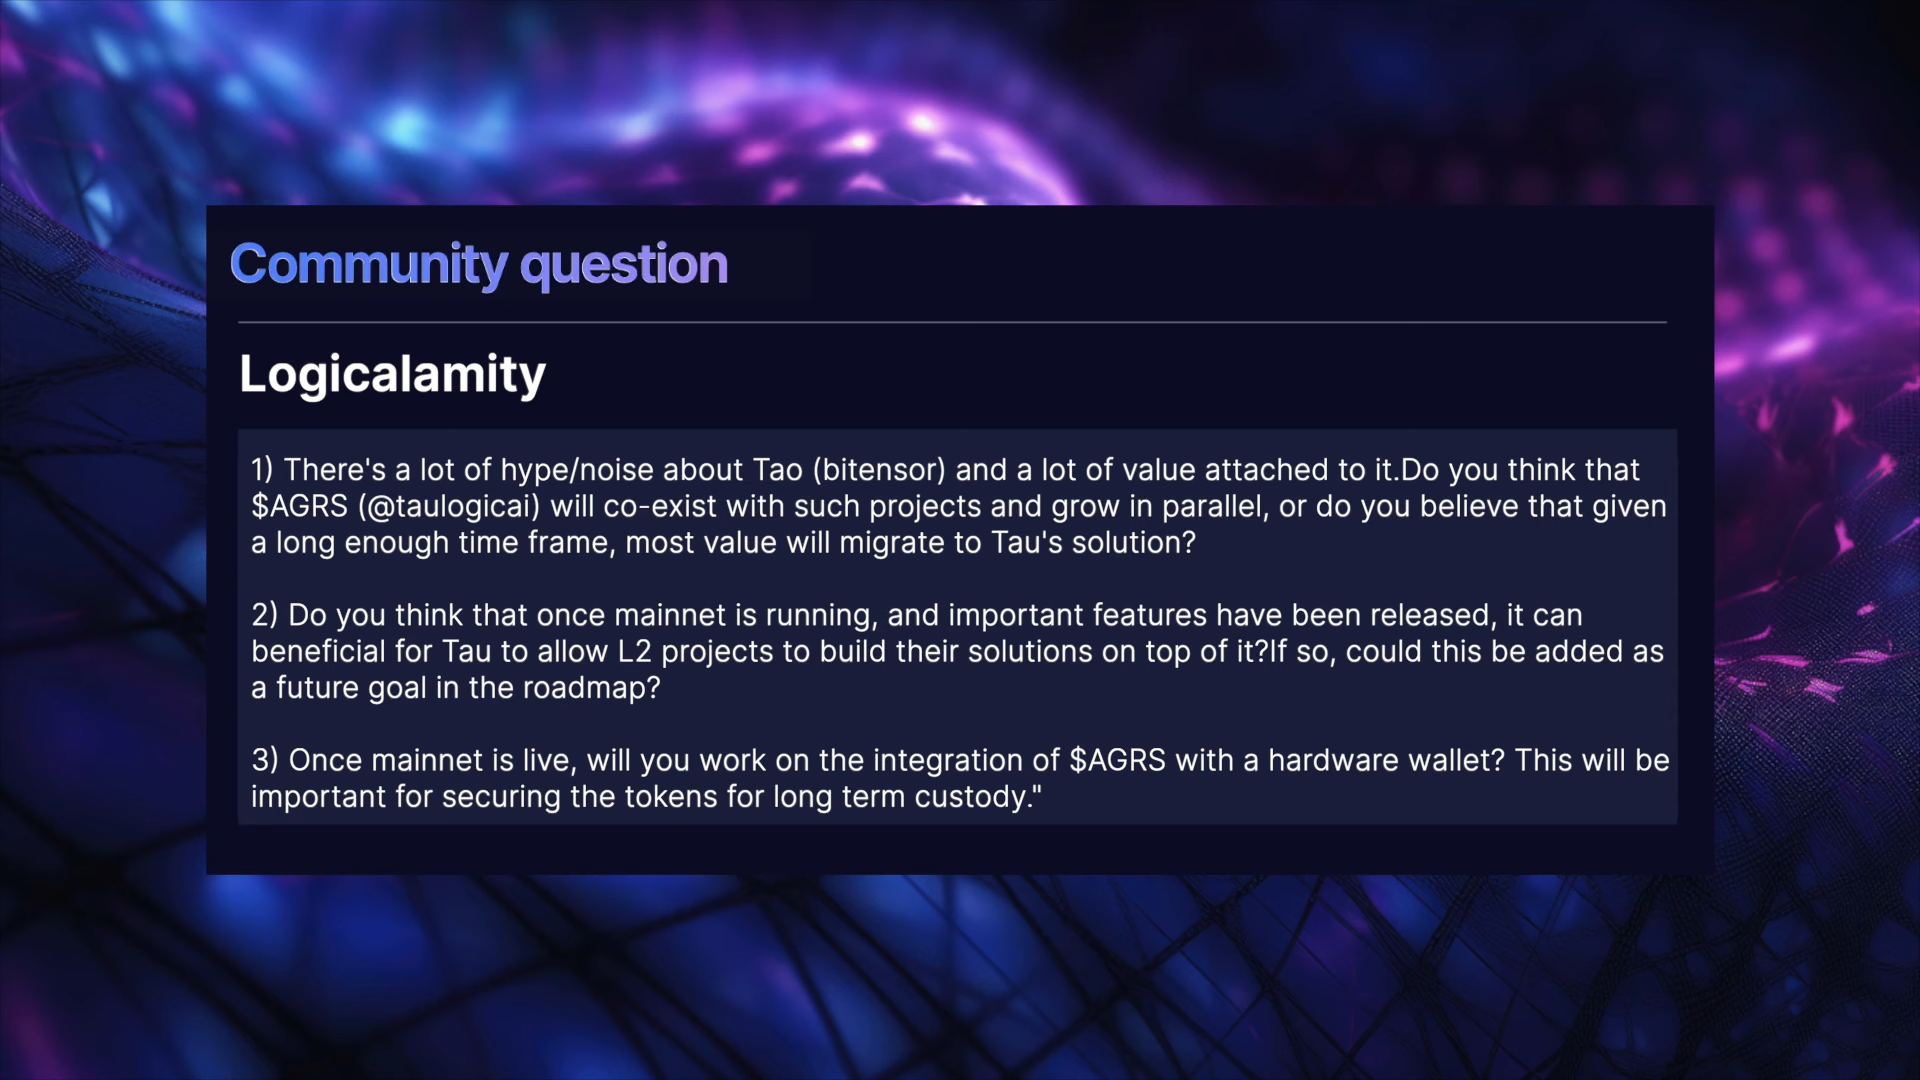 Community question
Logicalamity
1) There's a lot of hype/noise about Tao (bitensor) and a lot of value attached to it.Do you think that
$AGRS (@taulogicai) will co-exist with such projects and grow in parallel, or do you believe that given
a long enough time frame, most value will migrate to Tau's solution?
2) Do you think that once mainnet is running, and important features have been released, it can
beneficial for Tau to allow L2 projects to build their solutions on top of it?If so, could this be added as
a future goal in the roadmap?
3) Once mainnet is live, will you work on the integration of $AGRS with a hardware wallet? This will be
important for securing the tokens for long term custody."